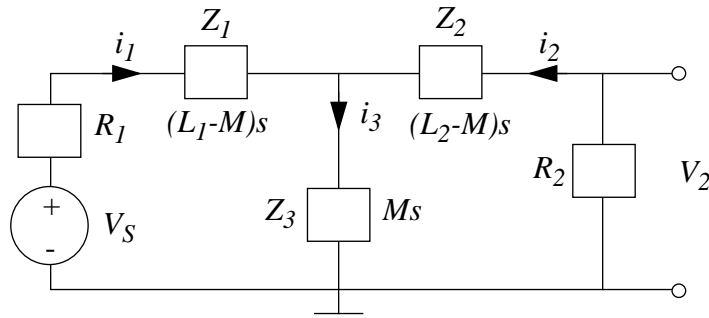 Z1 Z2
i1 i2
R1 (L1-M)s i3 (L2-M)s
R2 V2
+ VS Z3 Ms
-